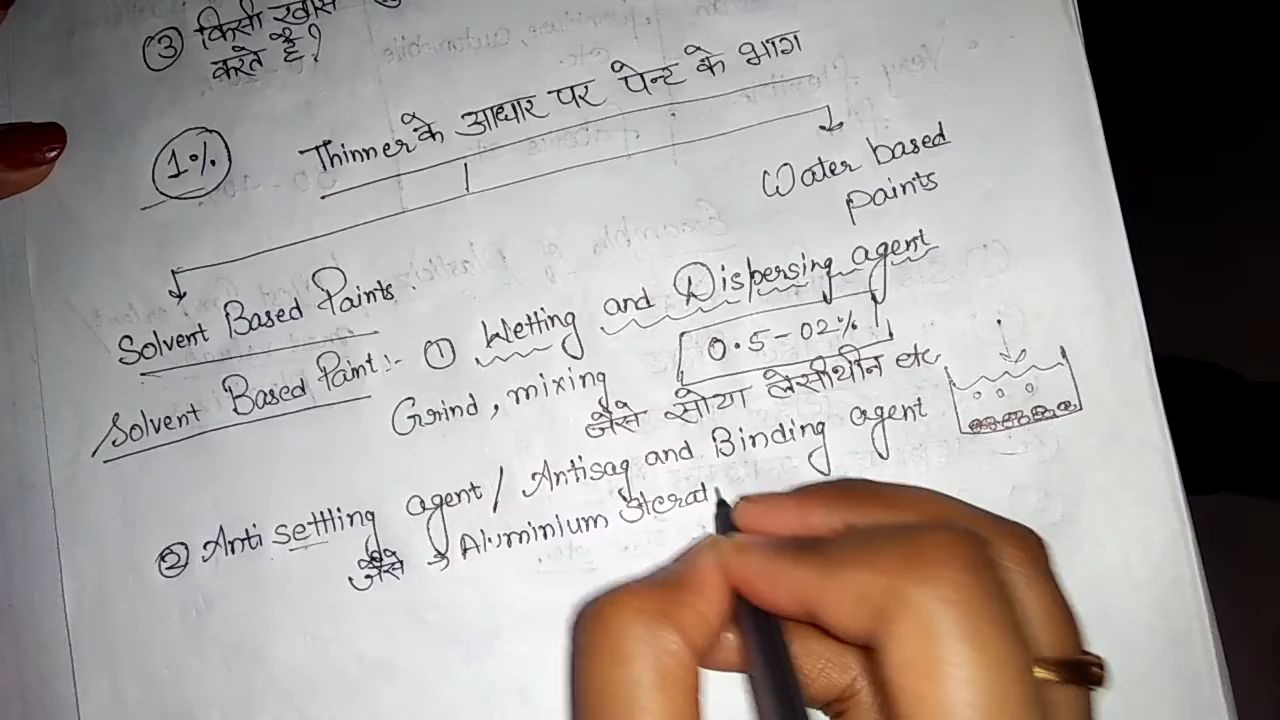 ③ किसी खास
करते है?
1%
Thinner के आधार पर पेन्ट के भाग
Water based
paints
Solvent Based Paints.
Solvent Based Paint:- ① Wetting and Dispersing agent
0.5-02%
Grind, mixing
जैसे सोया लेसीथीन etc
② Anti settling agent/ Antisag and Binding agent
जैसे → Aluminium Sterat